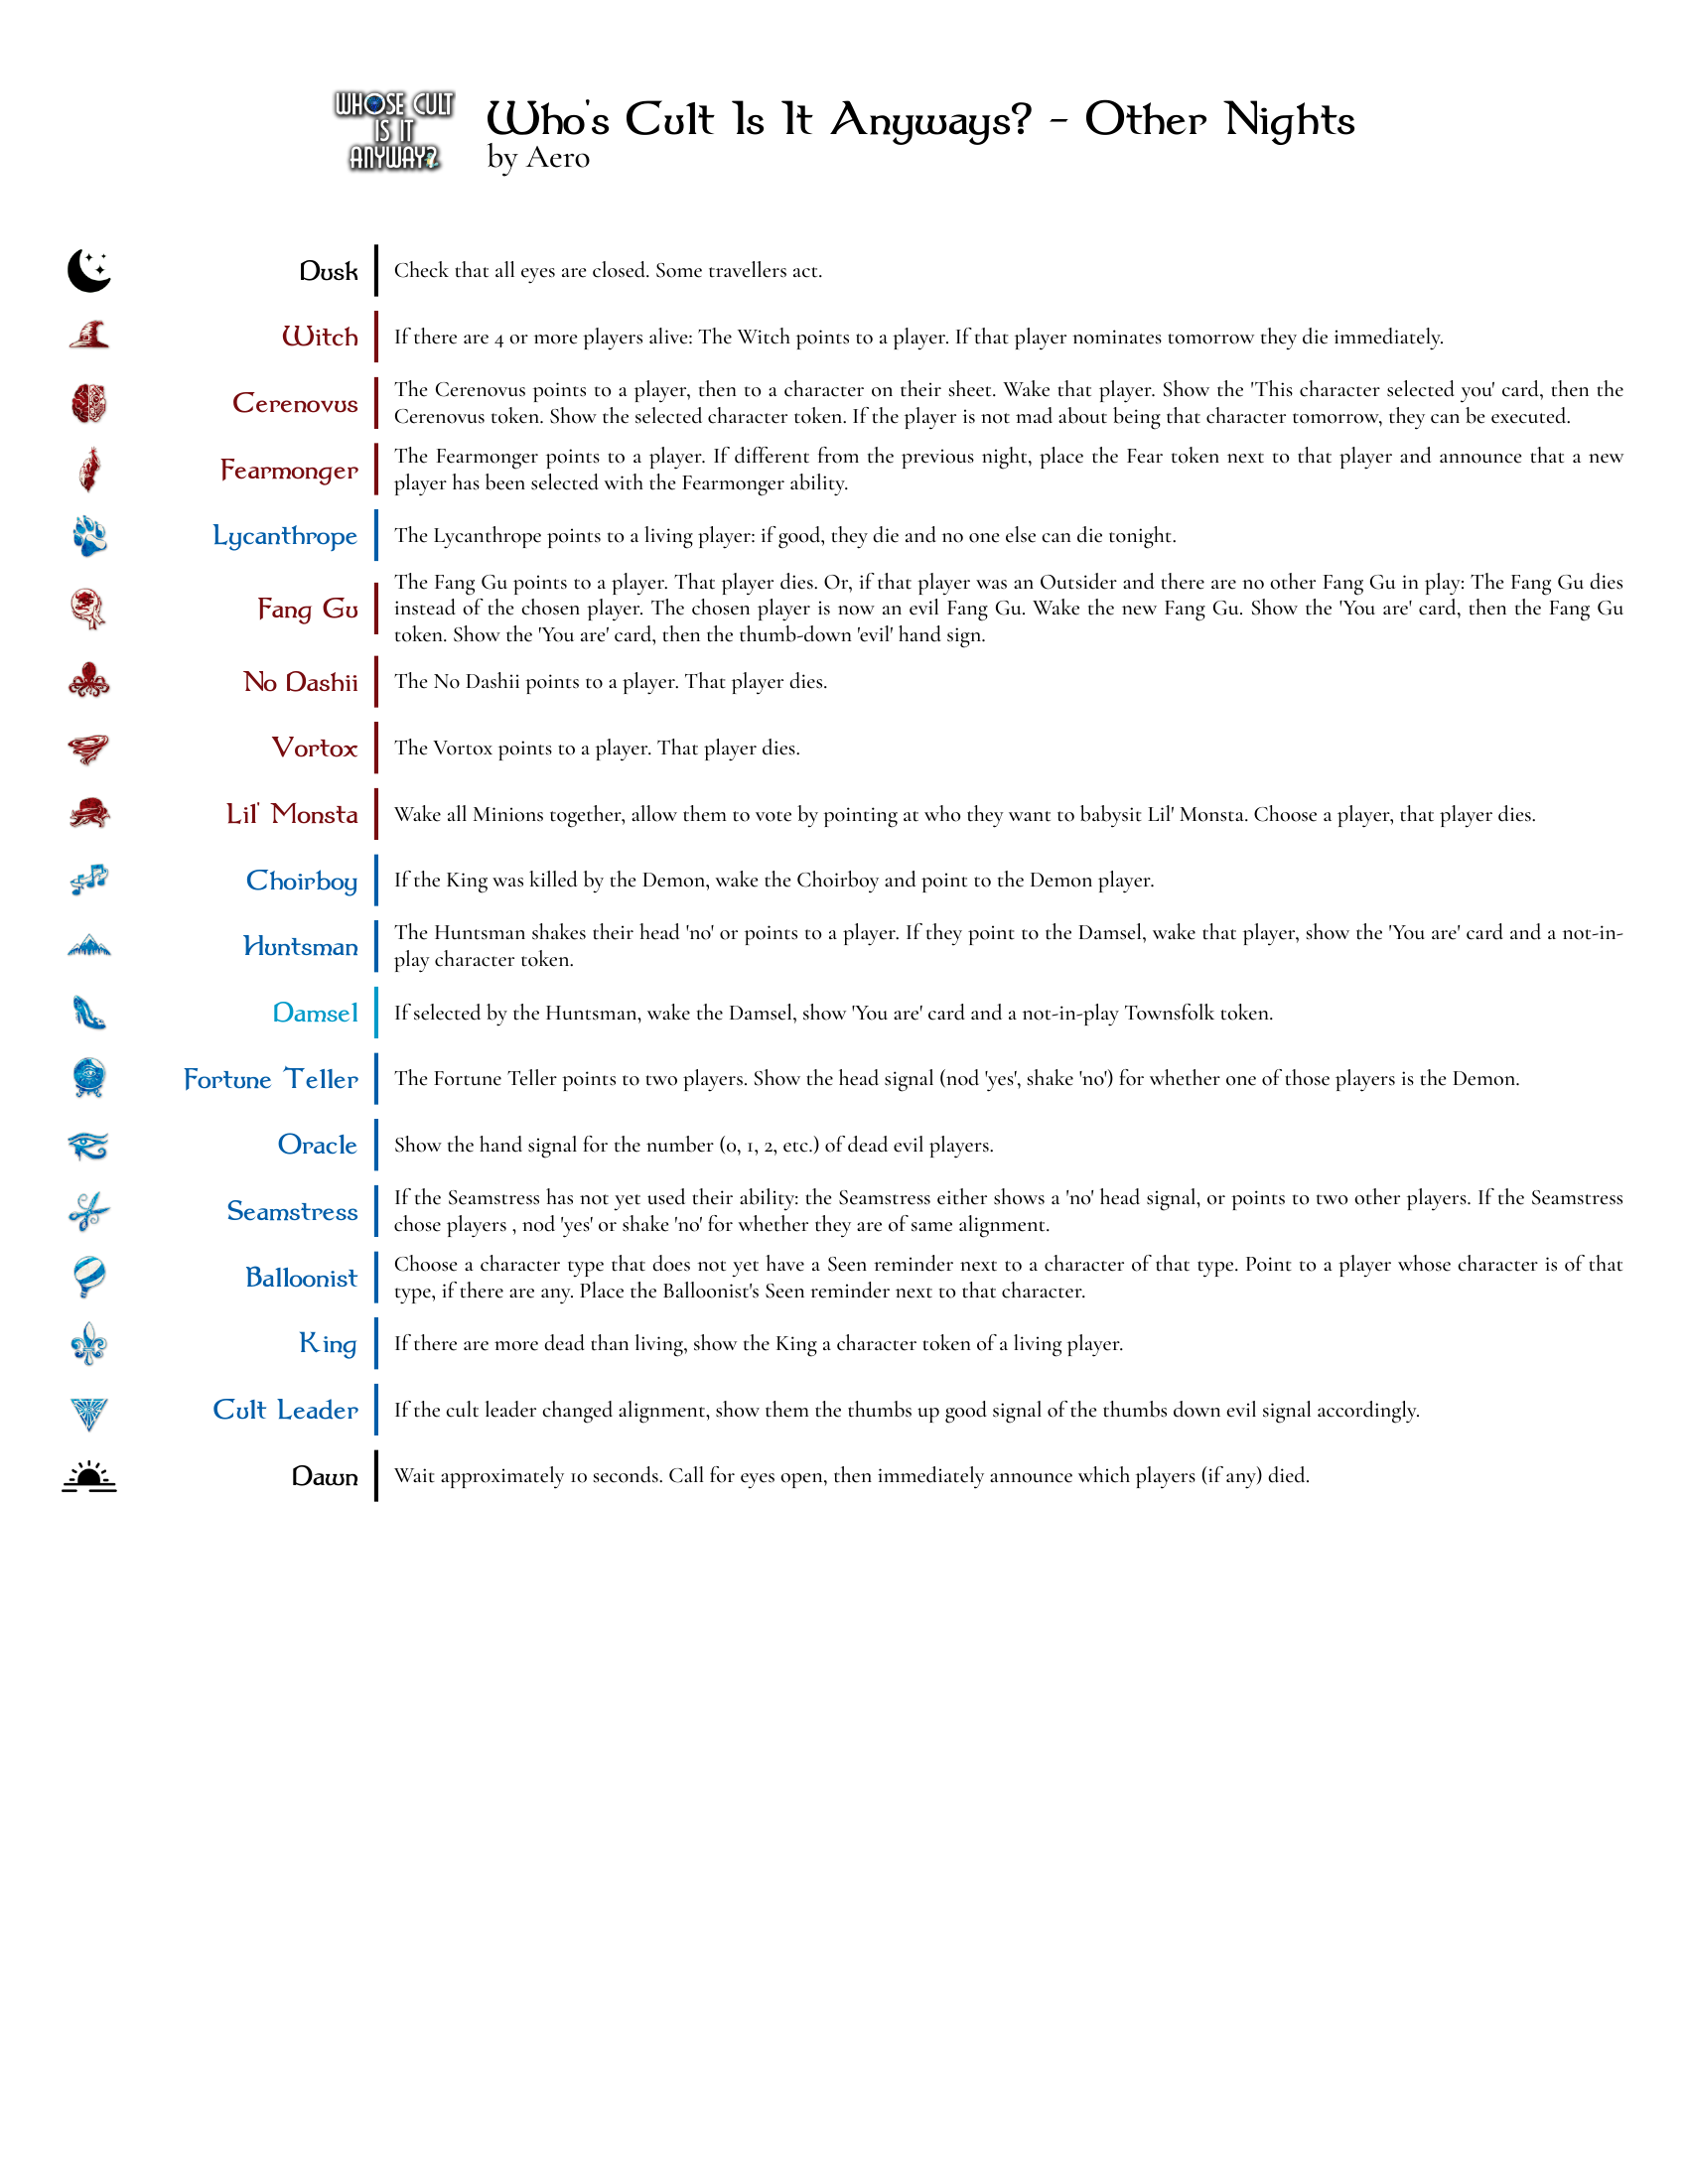 WHOSE CULT
IS IT
ANYWAY?
Who's Cult Is It Anyways? - Other Nights
by Aero
Dusk
Check that all eyes are closed. Some travellers act.
Witch
If there are 4 or more players alive: The Witch points to a player. If that player nominates tomorrow they die immediately.
Cerenovus
The Cerenovus points to a player, then to a character on their sheet. Wake that player. Show the 'This character selected you' card, then the
Cerenovus token. Show the selected character token. If the player is not mad about being that character tomorrow, they can be executed.
Fearmonger
The Fearmonger points to a player. If different from the previous night, place the Fear token next to that player and announce that a new
player has been selected with the Fearmonger ability.
Lycanthrope
The Lycanthrope points to a living player: if good, they die and no one else can die tonight.
Fang Gu
The Fang Gu points to a player. That player dies. Or, if that player was an Outsider and there are no other Fang Gu in play: The Fang Gu dies
instead of the chosen player. The chosen player is now an evil Fang Gu. Wake the new Fang Gu. Show the 'You are' card, then the Fang Gu
token. Show the 'You are' card, then the thumb-down 'evil' hand sign.
No Dashii
The No Dashii points to a player. That player dies.
Vortox
The Vortox points to a player. That player dies.
Lil' Monsta
Wake all Minions together, allow them to vote by pointing at who they want to babysit Lil' Monsta. Choose a player, that player dies.
Choirboy
If the King was killed by the Demon, wake the Choirboy and point to the Demon player.
Huntsman
The Huntsman shakes their head 'no' or points to a player. If they point to the Damsel, wake that player, show the 'You are' card and a not-in-
play character token.
Damsel
If selected by the Huntsman, wake the Damsel, show 'You are' card and a not-in-play Townsfolk token.
Fortune Teller
The Fortune Teller points to two players. Show the head signal (nod 'yes', shake 'no') for whether one of those players is the Demon.
Oracle
Show the hand signal for the number (0, 1, 2, etc.) of dead evil players.
Seamstress
If the Seamstress has not yet used their ability: the Seamstress either shows a 'no' head signal, or points to two other players. If the Seamstress
chose players , nod 'yes' or shake 'no' for whether they are of same alignment.
Balloonist
Choose a character type that does not yet have a Seen reminder next to a character of that type. Point to a player whose character is of that
type, if there are any. Place the Balloonist's Seen reminder next to that character.
King
If there are more dead than living, show the King a character token of a living player.
Cult Leader
If the cult leader changed alignment, show them the thumbs up good signal of the thumbs down evil signal accordingly.
Dawn
Wait approximately 10 seconds. Call for eyes open, then immediately announce which players (if any) died.